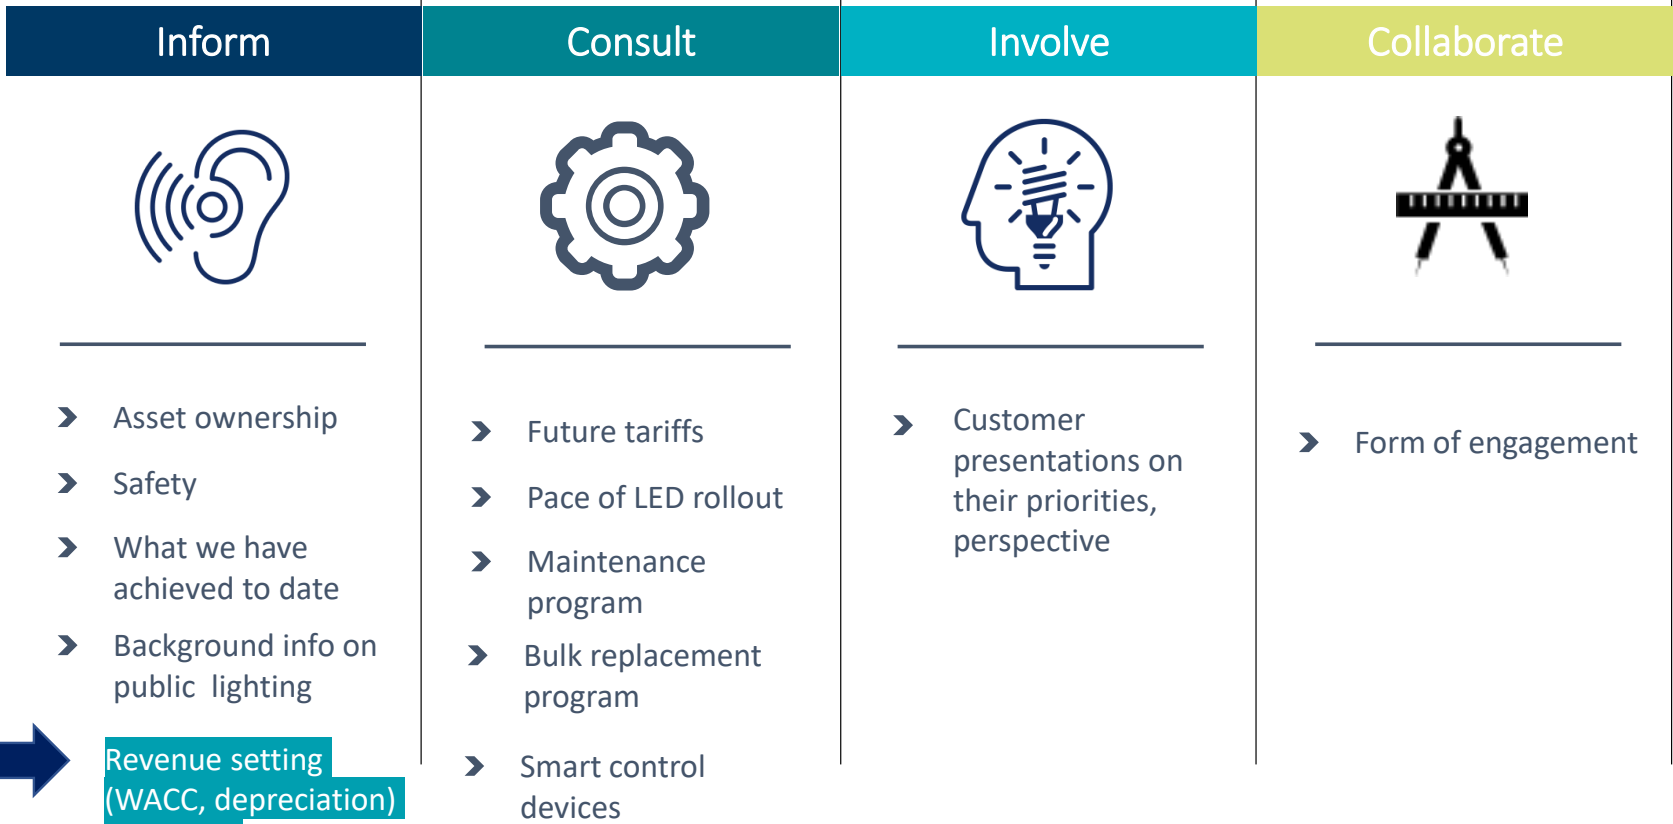 Inform
Asset ownership
Safety
What we have
achieved to date
Background info on
public lighting
Revenue setting
(WACC, depreciation)
Consult
Future tariffs
Pace of LED rollout
Maintenance
program
Bulk replacement
program
Smart control
devices
Involve
Customer
presentations on
their priorities,
perspective
Collaborate
Form of engagement